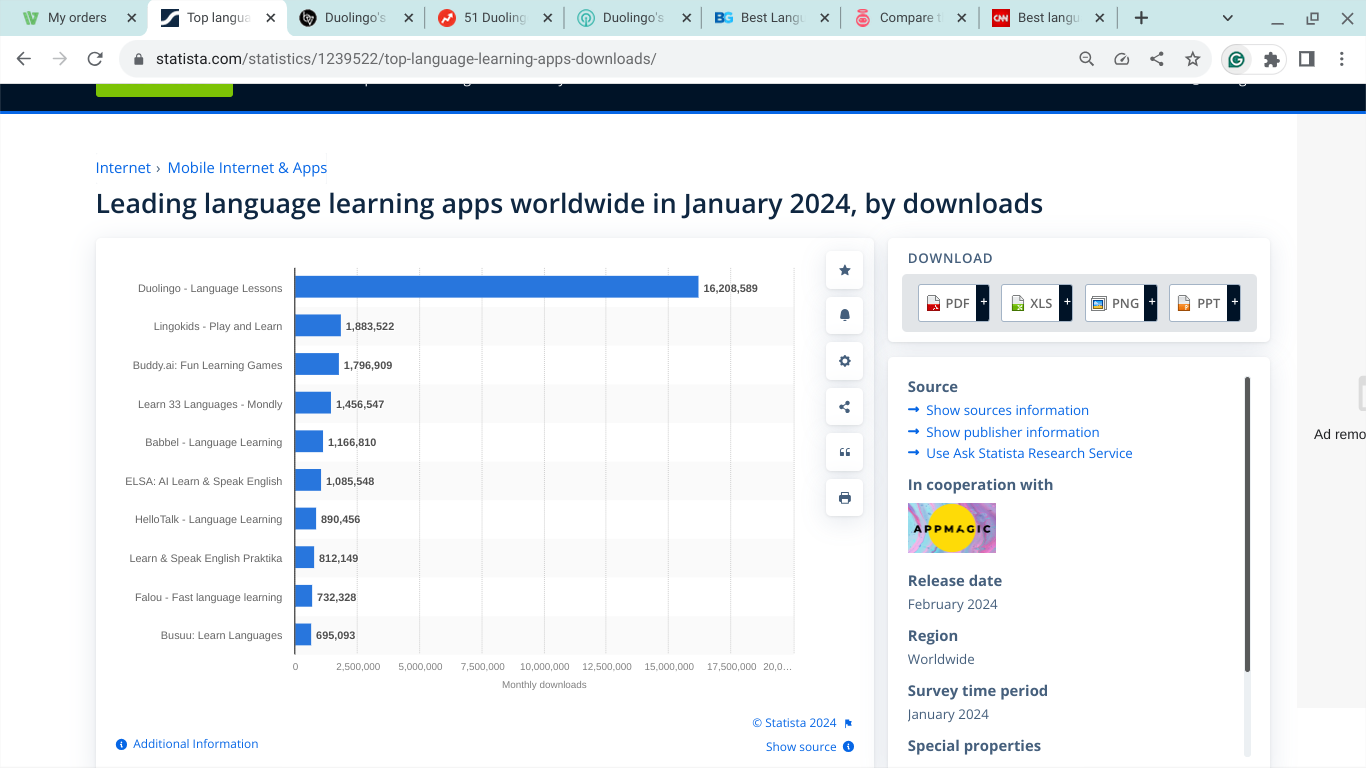 My orders
Top langua
Duolingo's
51 Duoling
Duolingo's
Best Langu
Compare t
Best langu
statista.com/statistics/1239522/top-language-learning-apps-downloads/
Internet › Mobile Internet & Apps
Leading language learning apps worldwide in January 2024, by downloads
Duolingo - Language Lessons 16,208,589
Lingokids - Play and Learn 1,883,522
Buddy.ai: Fun Learning Games 1,796,909
Learn 33 Languages - Mondly 1,456,547
Babbel - Language Learning 1,166,810
ELSA: AI Learn & Speak English 1,085,548
HelloTalk - Language Learning 890,456
Learn & Speak English Praktika 812,149
Falou - Fast language learning 732,328
Busuu: Learn Languages 695,093
0 2,500,000 5,000,000 7,500,000 10,000,000 12,500,000 15,000,000 17,500,000 20,0…
Monthly downloads
© Statista 2024
Additional Information
Show source
DOWNLOAD
PDF + XLS + PNG + PPT +
Source
Show sources information
Show publisher information
Use Ask Statista Research Service
In cooperation with
APPMAGIC
Release date
February 2024
Region
Worldwide
Survey time period
January 2024
Special properties
Ad remo